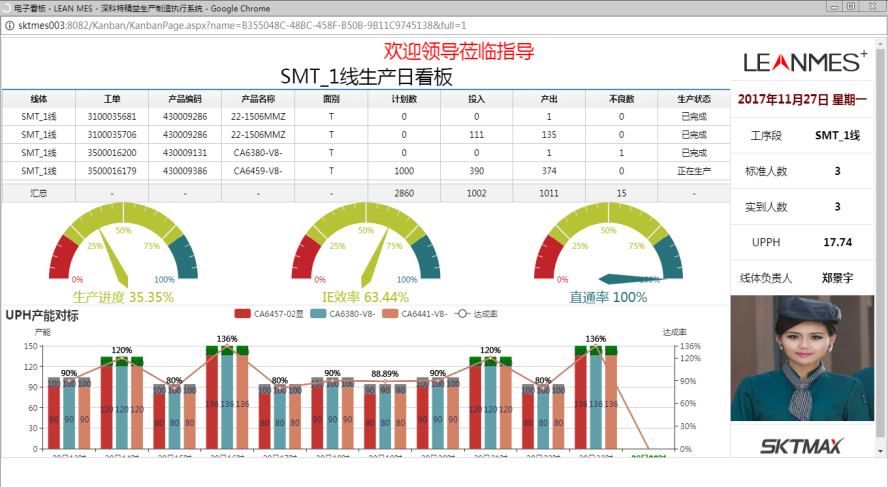 电子看板 - LEAN MES - 深科特精益生产制造执行系统 - Google Chrome
sktmes003:8082/Kanban/KanbanPage.aspx?name=B355048C-48BC-458F-B50B-9B11C9745138&full=1
欢迎领导莅临指导
SMT_1线生产日看板
线体 工单 产品编码 产品名称 面别 计划数 投入 产出 不良数 生产状态
SMT_1线 3100035681 430009286 22-1506MMZ T 0 0 1 0 已完成
SMT_1线 3100035706 430009286 22-1506MMZ T 0 111 135 0 已完成
SMT_1线 3500016200 430009131 CA6380-V8- T 0 0 1 1 已完成
SMT_1线 3500016179 430009386 CA6459-V8- T 1000 390 374 0 正在生产
汇总 - - - - 2860 1002 1011 15 -
0% 25% 50% 75% 100%
生产进度 35.35%
0% 25% 50% 75% 100%
IE效率 63.44%
0% 25% 50% 75% 100%
直通率 100%
UPH产能对标
CA6457-02显 CA6380-V8- CA6441-V8- 达成率
产能 达成率
150 120 90 60 30 0
90% 120% 80% 136% 80% 90% 88.89% 90% 120% 80% 136%
100 100 100 120 120 120 100 100 100 136 136 136 100 100 100 100 100 100 90 90 90 100 100 100 120 120 120 100 100 100 136 136 136
90 90 90 120 120 120 80 80 80 136 136 136 80 80 80 90 90 90 80 80 80 90 90 90 120 120 120 80 80 80 136 136 136
136% 120% 90% 60% 30% 0%
LEANMES+
2017年11月27日 星期一
工序段 SMT_1线
标准人数 3
实到人数 3
UPPH 17.74
线体负责人 郑景宇
SKTMAX